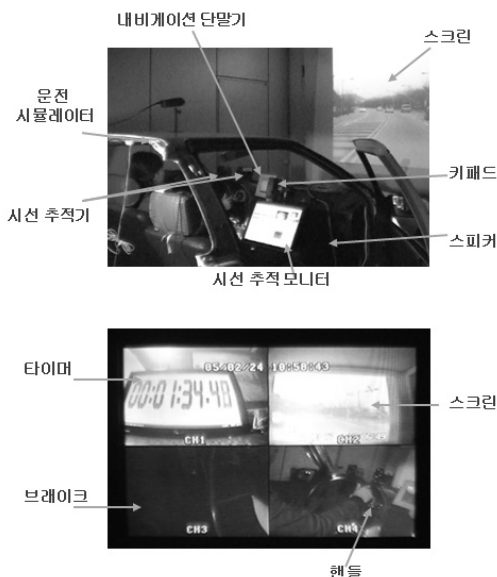 내비게이션 단말기
스크린
운전
시뮬레이터
키패드
시선 추적기
스피커
시선 추적 모니터
타이머
05/02/24 10:58:43
00:01:34.40
CH1
CH2
스크린
브레이크
CH3
CH4
핸들